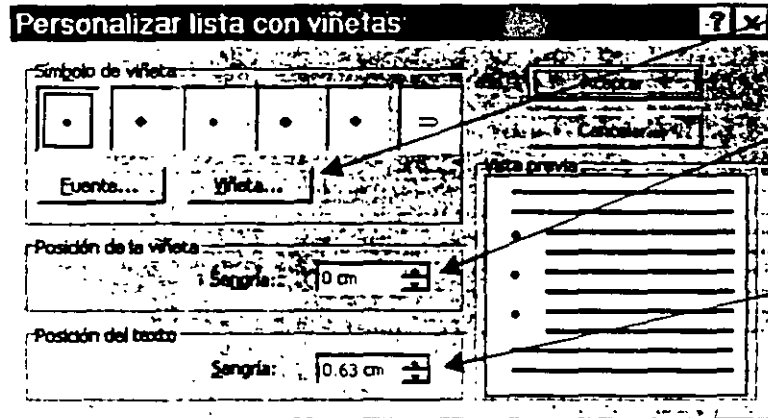 Personalizar lista con viñetas
Símbolo de viñeta
Aceptar
Cancelar
Fuente...
Viñeta...
Vista previa
Posición de la viñeta
Sangría: 0 cm
Posición del texto
Sangría: 0.63 cm